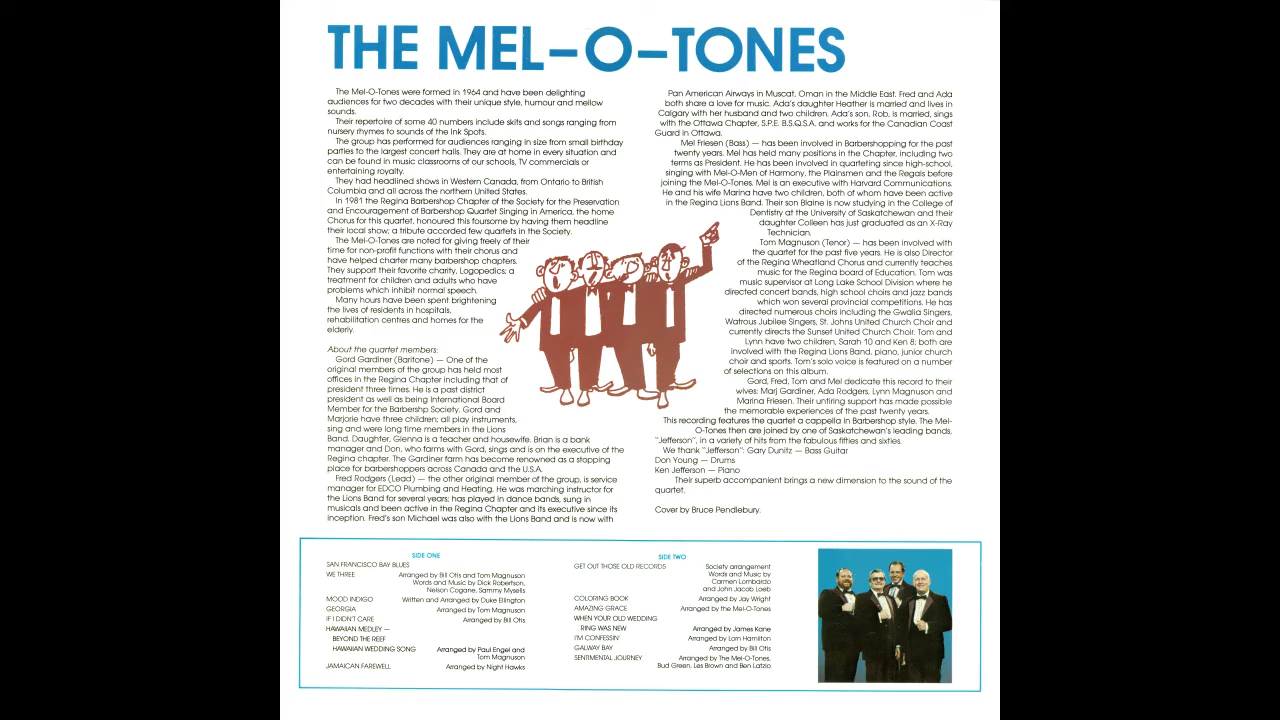 THE MEL-O-TONES
The Mel-O-Tones were formed in 1964 and have been delighting
audiences for two decades with their unique style, humour and mellow
sounds.
Their repertoire of some 40 numbers include skits and songs ranging from
nursery rhymes to sounds of the Ink Spots.
The group has performed for audiences ranging in size from small birthday
parties to the largest concert halls. They are at home in every situation and
can be found in music classrooms of our schools, TV commercials or
entertaining royalty.
They had headlined shows in Western Canada, from Ontario to British
Columbia and all across the northern United States.
In 1981 the Regina Barbershop Chapter of the Society for the Preservation
and Encouragement of Barbershop Quartet Singing in America, the home
Chorus for this quartet, honoured this foursome by having them headline
their local show; a tribute accorded few quartets in the Society.
The Mel-O-Tones are noted for giving freely of their
time for non-profit functions with their chorus and
have helped charter many barbershop chapters.
They support their favorite charity, Logopedics; a
treatment for children and adults who have
problems which inhibit normal speech.
Many hours have been spent brightening
the lives of residents in hospitals,
rehabilitation centres and homes for the
elderly.
About the quartet members:
Gord Gardiner (Baritone) — One of the
original members of the group has held most
offices in the Regina Chapter including that of
president three times. He is a past district
president as well as being International Board
Member for the Barbershp Society. Gord and
Marjorie have three children; all play instruments,
sing and were long time members in the Lions
Band. Daughter, Glenna is a teacher and housewife. Brian is a bank
manager and Don, who farms with Gord, sings and is on the executive of the
Regina chapter. The Gardiner farm has become renowned as a stopping
place for barbershoppers across Canada and the U.S.A.
Fred Rodgers (Lead) — the other original member of the group, is service
manager for EDCO Plumbing and Heating. He was marching instructor for
the Lions Band for several years; has played in dance bands, sung in
musicals and been active in the Regina Chapter and its executive since its
inception. Fred's son Michael was also with the Lions Band and is now with
Pan American Airways in Muscat, Oman in the Middle East. Fred and Ada
both share a love for music. Ada's daughter Heather is married and lives in
Calgary with her husband and two children. Ada's son, Rob, is married, sings
with the Ottawa Chapter, S.P.E. B.S.Q.S.A. and works for the Canadian Coast
Guard in Ottawa.
Mel Friesen (Bass) — has been involved in Barbershopping for the past
twenty years. Mel has held many positions in the Chapter, including two
terms as President. He has been involved in quarteting since high-school,
singing with Mel-O-Men of Harmony, the Plainsmen and the Regals before
joining the Mel-O-Tones. Mel is an executive with Harvard Communications.
He and his wife Marina have two children, both of whom have been active
in the Regina Lions Band. Their son Blaine is now studying in the College of
Dentistry at the University of Saskatchewan and their
daughter Colleen has just graduated as an X-Ray
Technician.
Tom Magnuson (Tenor) — has been involved with
the quartet for the past five years. He is also Director
of the Regina Wheatland Chorus and currently teaches
music for the Regina board of Education. Tom was
music supervisor at Long Lake School Division where he
directed concert bands, high school choirs and jazz bands
which won several provincial competitions. He has
directed numerous choirs including the Gwalia Singers,
Watrous Jubilee Singers, St. Johns United Church Choir and
currently directs the Sunset United Church Choir. Tom and
Lynn have two children, Sarah 10 and Ken 8; both are
involved with the Regina Lions Band, piano, junior church
choir and sports. Tom's solo voice is featured on a number
of selections on this album.
Gord, Fred, Tom and Mel dedicate this record to their
wives: Marj Gardiner, Ada Rodgers, Lynn Magnuson and
Marina Friesen. Their untiring support has made possible
the memorable experiences of the past twenty years.
This recording features the quartet a cappella in Barbershop style. The Mel-
O-Tones then are joined by one of Saskatchewan's leading bands,
"Jefferson", in a variety of hits from the fabulous fifties and sixties.
We thank "Jefferson": Gary Dunitz — Bass Guitar
Don Young — Drums
Ken Jefferson — Piano
Their superb accompanient brings a new dimension to the sound of the
quartet.
Cover by Bruce Pendlebury.
SIDE ONE
SAN FRANCISCO BAY BLUES
WE THREE Arranged by Bill Otis and Tom Magnuson
Words and Music by Dick Robertson,
Nelson Cogane, Sammy Mysells
MOOD INDIGO Written and Arranged by Duke Ellington
GEORGIA Arranged by Tom Magnuson
IF I DIDN'T CARE Arranged by Bill Otis
HAWAIIAN MEDLEY —
BEYOND THE REEF
HAWAIIAN WEDDING SONG Arranged by Paul Engel and
Tom Magnuson
JAMAICAN FAREWELL Arranged by Night Hawks
SIDE TWO
GET OUT THOSE OLD RECORDS Society arrangement
Words and Music by
Carmen Lombardo
and John Jacob Loeb
COLORING BOOK Arranged by Jay Wright
AMAZING GRACE Arranged by the Mel-O-Tones
WHEN YOUR OLD WEDDING
RING WAS NEW Arranged by James Kane
I'M CONFESSIN' Arranged by Lorn Hamilton
GALWAY BAY Arranged by Bill Otis
SENTIMENTAL JOURNEY Arranged by The Mel-O-Tones,
Bud Green, Les Brown and Ben Latzio